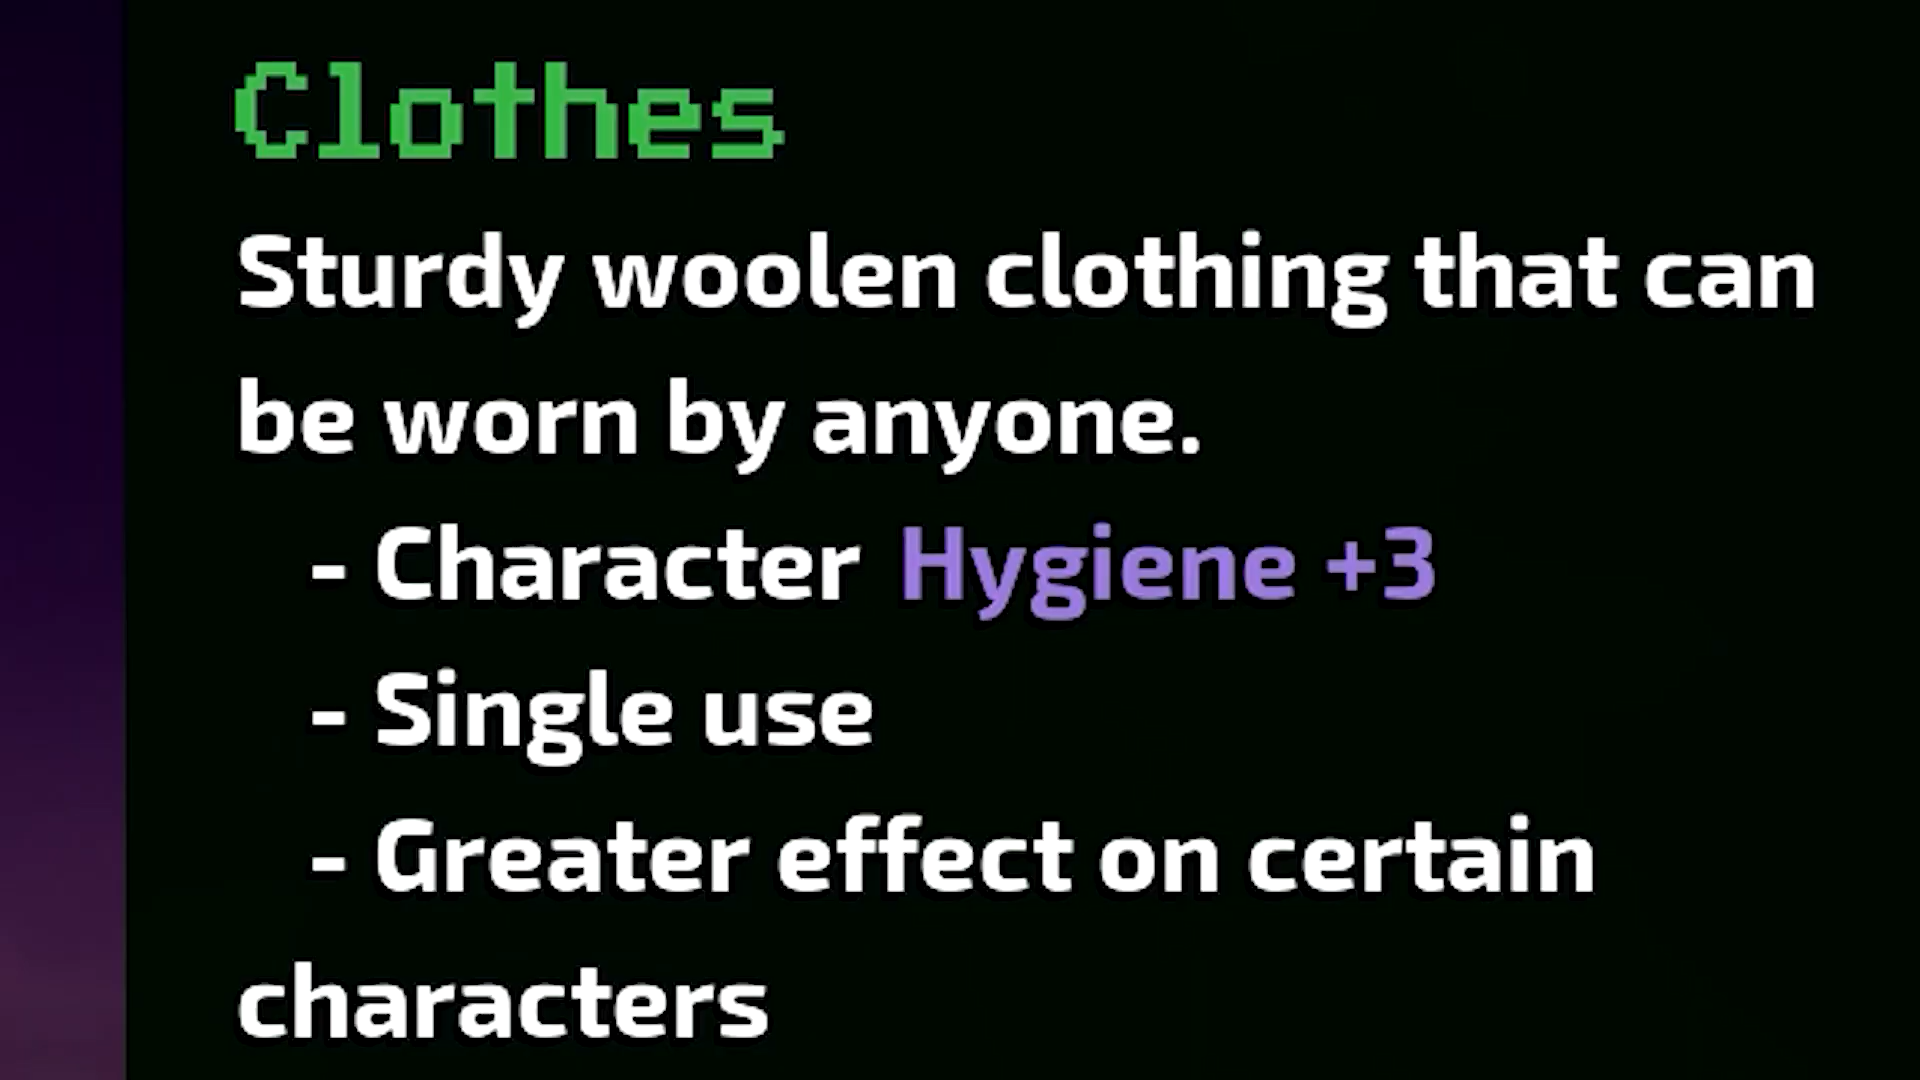 Clothes
Sturdy woolen clothing that can
be worn by anyone.
- Character Hygiene +3
- Single use
- Greater effect on certain
characters